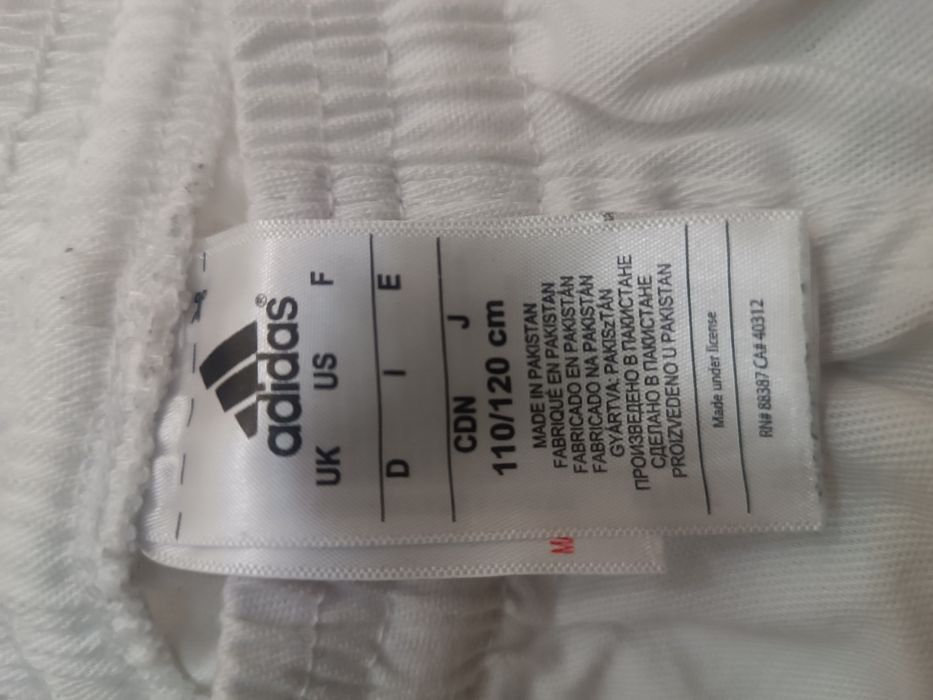 adidas®
UK US F
D I E
CDN J
110/120 cm
MADE IN PAKISTAN
FABRIQUÉ EN PAKISTAN
FABRICADO EN PAKISTÁN
FABRICADO NA PAKISTÁN
GYÁRTVA: PAKISzTÁN
ПРОИЗВЕДЕНО В ПАКИСТАНЕ
СДЕЛАНО В ПАКИСТАНЕ
PROIZVEDENO U PAKISTAN
Made under license
RN# 88387 CA# 40312